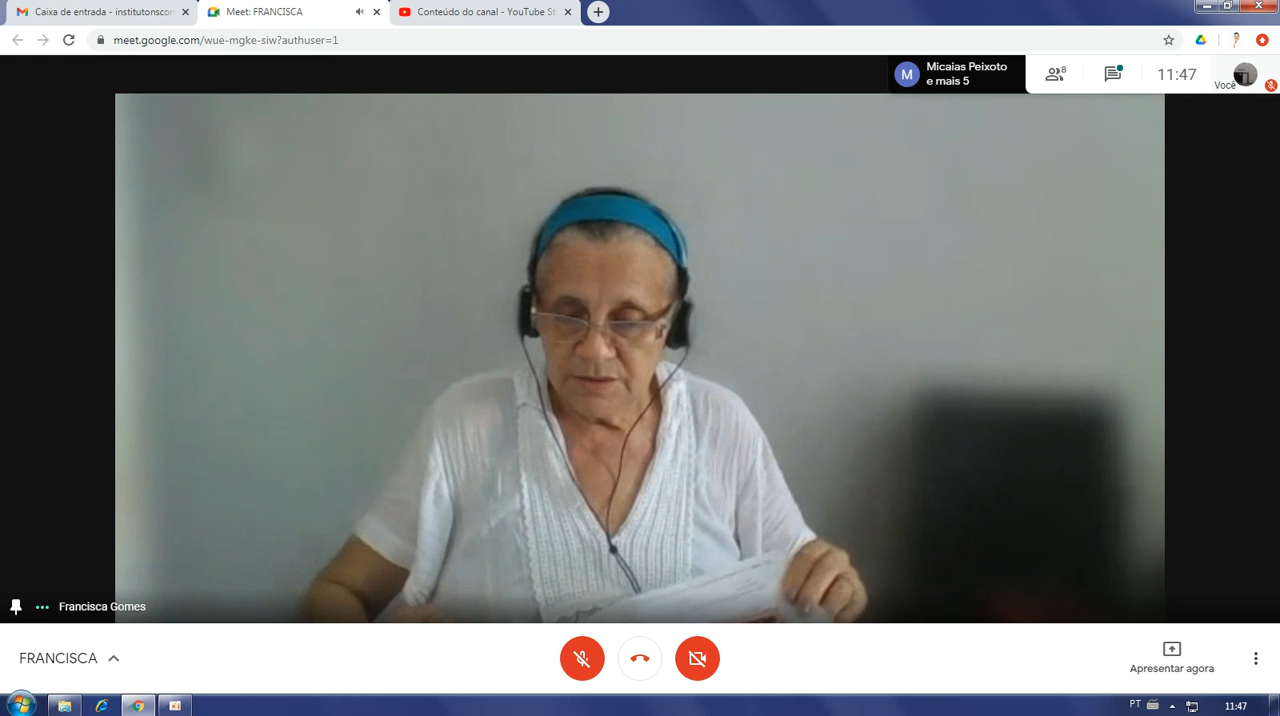 Caixa de entrada - institutonscon
Meet: FRANCISCA
Conteúdo do canal - YouTube St
meet.google.com/wue-mgke-siw?authuser=1
Micaias Peixoto
e mais 5
M
8
11:47
Você
Francisca Gomes
FRANCISCA
Apresentar agora
PT
11:47